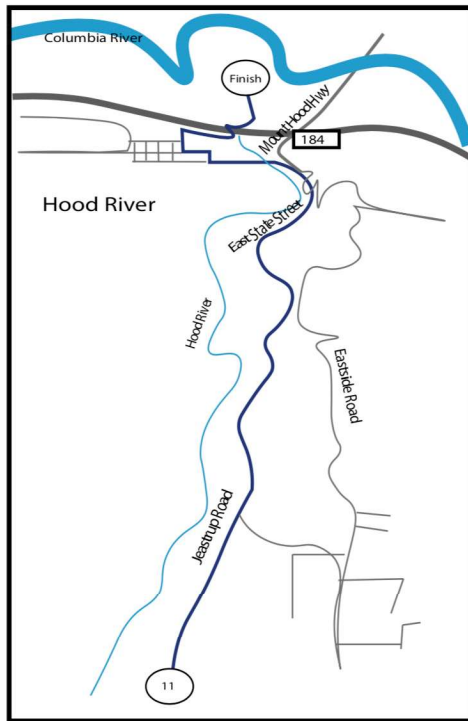 Columbia River
Finish
Mount Hood Hwy
184
Hood River
East State Street
Hood River
Eastside Road
Jeastrup Road
11